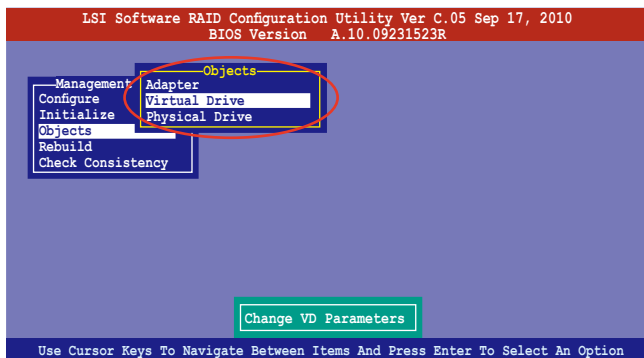 LSI Software RAID Configuration Utility Ver C.05 Sep 17, 2010
BIOS Version A.10.09231523R
Management
Configure
Initialize
Objects
Rebuild
Check Consistency
Objects
Adapter
Virtual Drive
Physical Drive
Change VD Parameters
Use Cursor Keys To Navigate Between Items And Press Enter To Select An Option